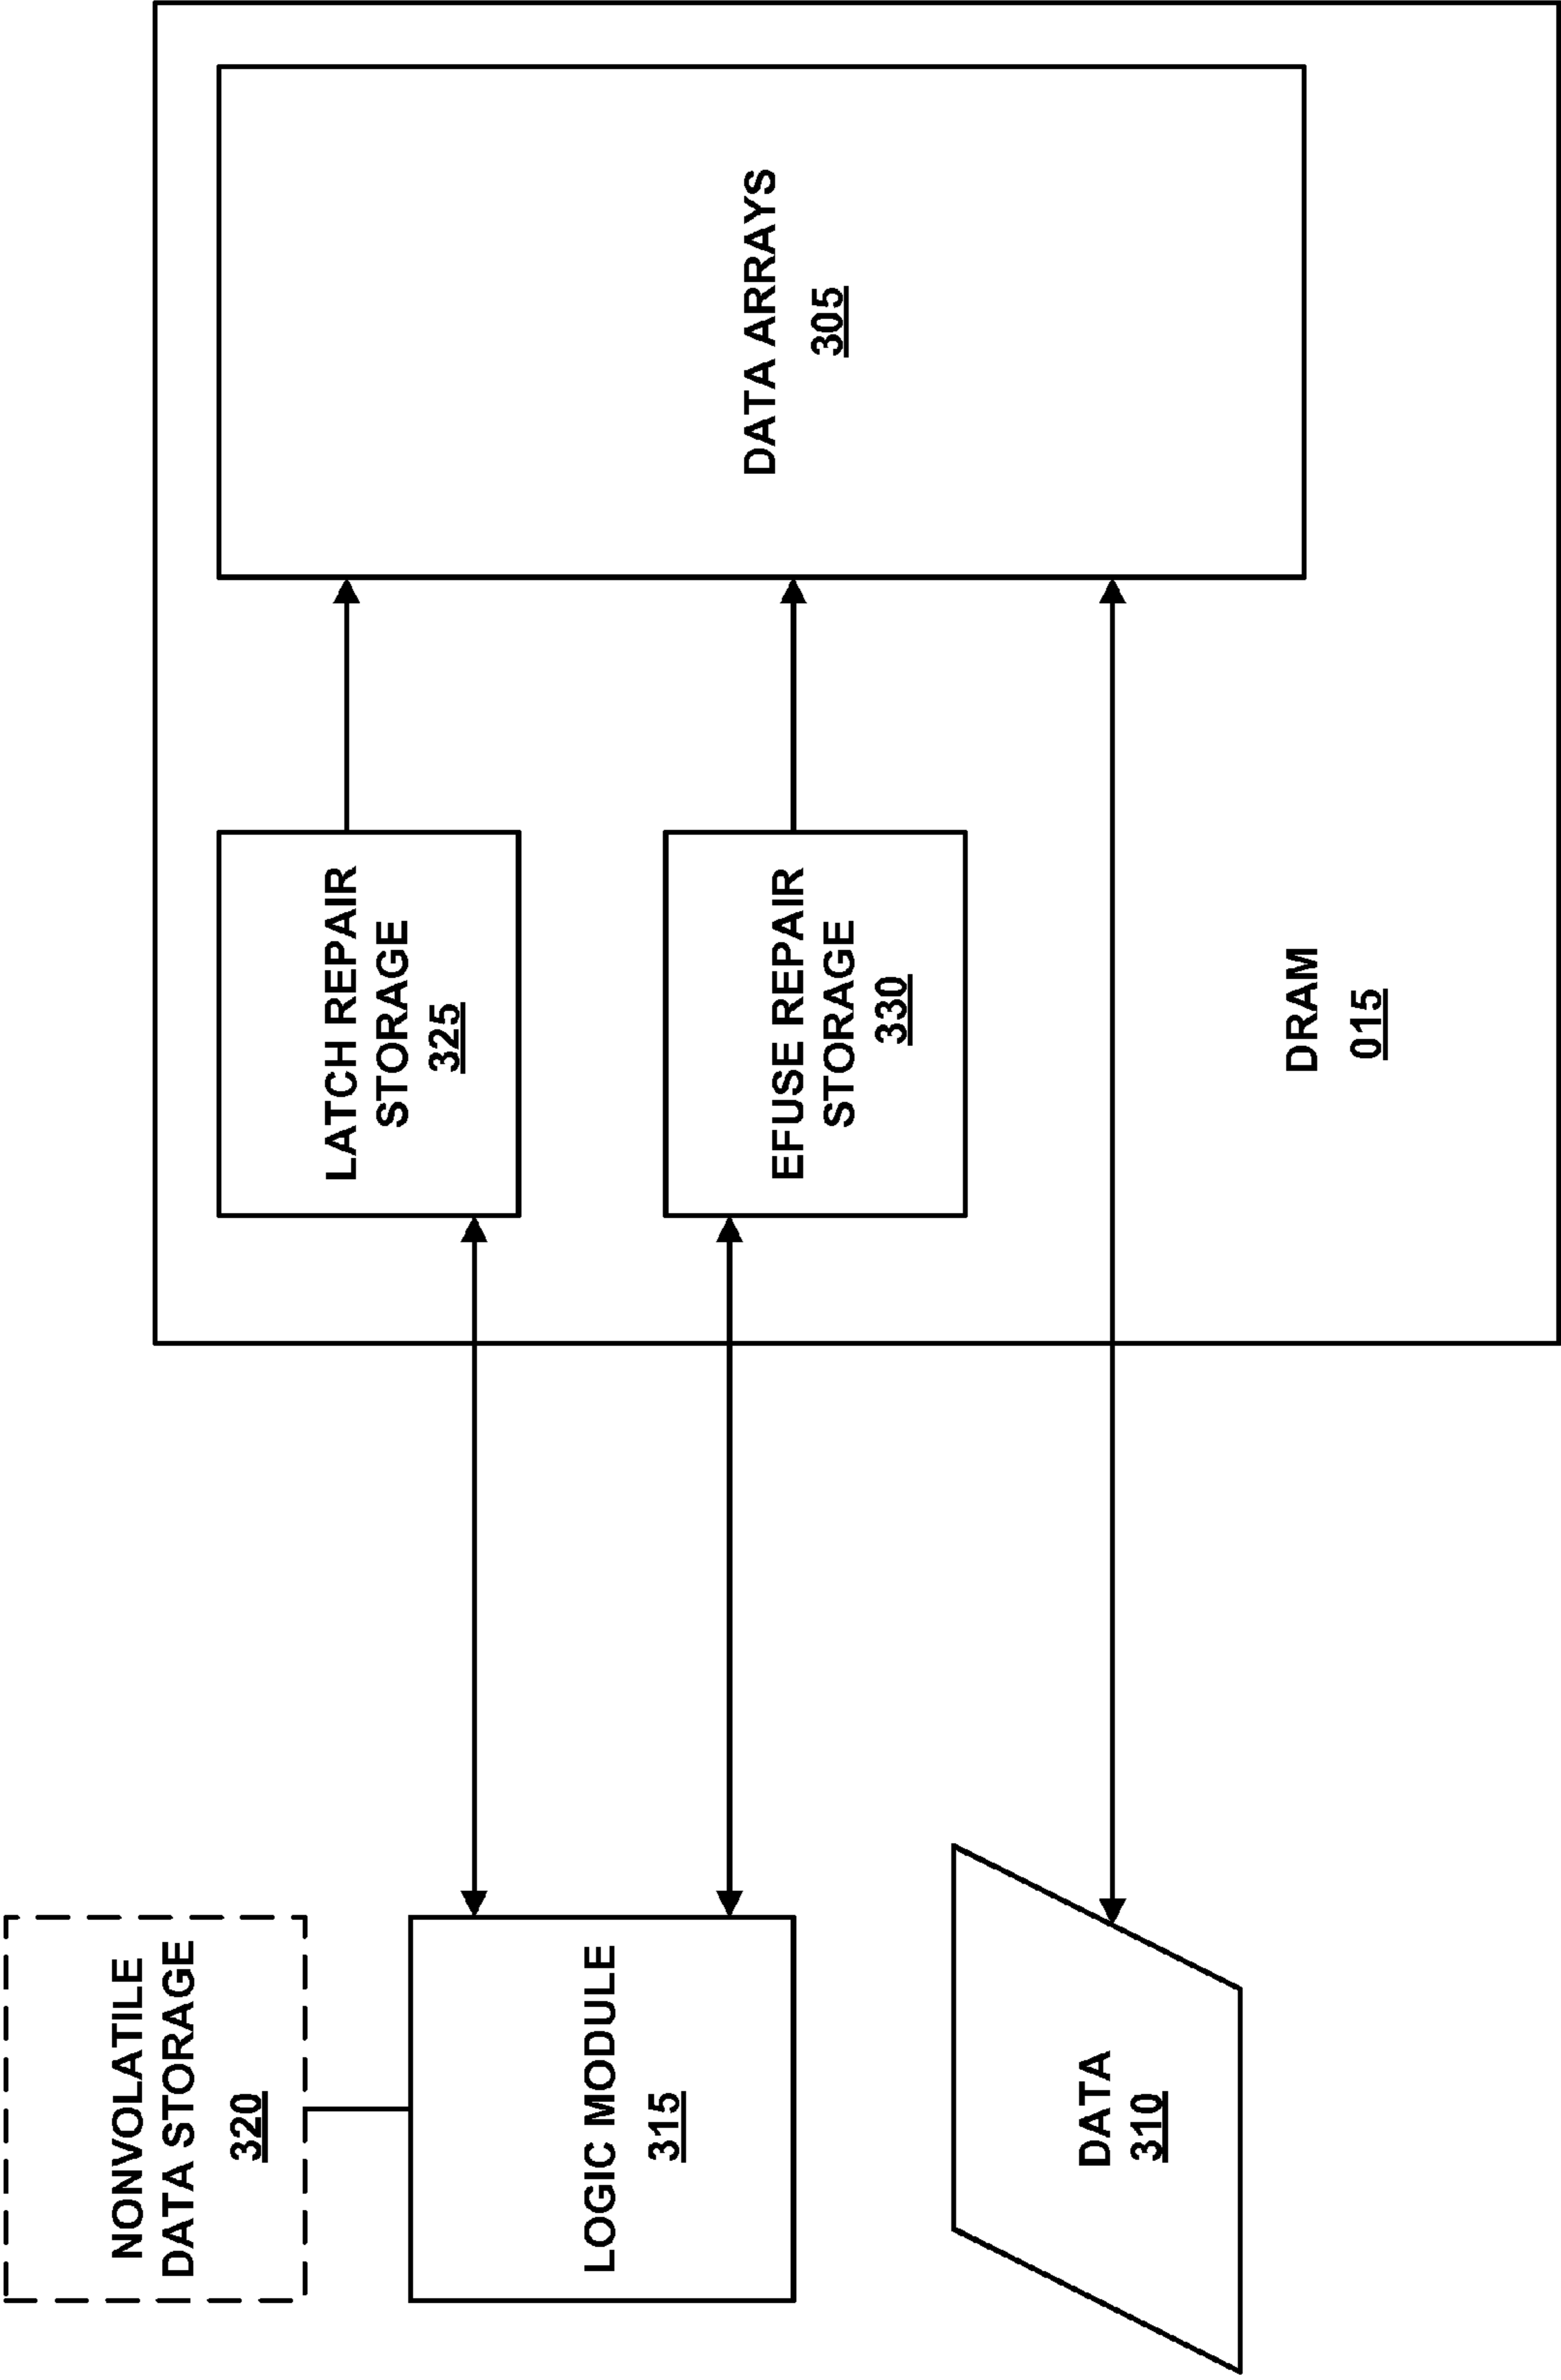 NONVOLATILE
DATA STORAGE
320
LOGIC MODULE
315
DATA
310
LATCH REPAIR
STORAGE
325
EFUSE REPAIR
STORAGE
330
DRAM
015
DATA ARRAYS
305